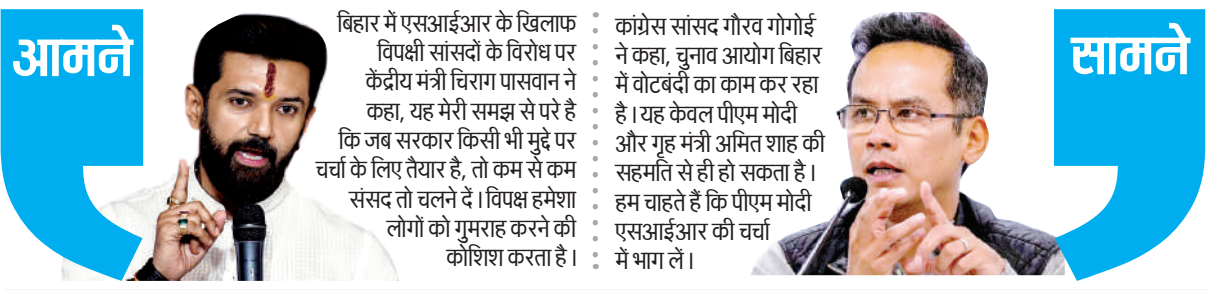 आमने
बिहार में एसआईआर के खिलाफ
विपक्षी सांसदों के विरोध पर
केंद्रीय मंत्री चिराग पासवान ने
कहा, यह मेरी समझ से परे है
कि जब सरकार किसी भी मुद्दे पर
चर्चा के लिए तैयार है, तो कम से कम
संसद तो चलने दें। विपक्ष हमेशा
लोगों को गुमराह करने की
कोशिश करता है।
कांग्रेस सांसद गौरव गोगोई
ने कहा, चुनाव आयोग बिहार
में वोटबंदी का काम कर रहा
है। यह केवल पीएम मोदी
और गृह मंत्री अमित शाह की
सहमति से ही हो सकता है।
हम चाहते हैं कि पीएम मोदी
एसआईआर की चर्चा
में भाग लें।
सामने